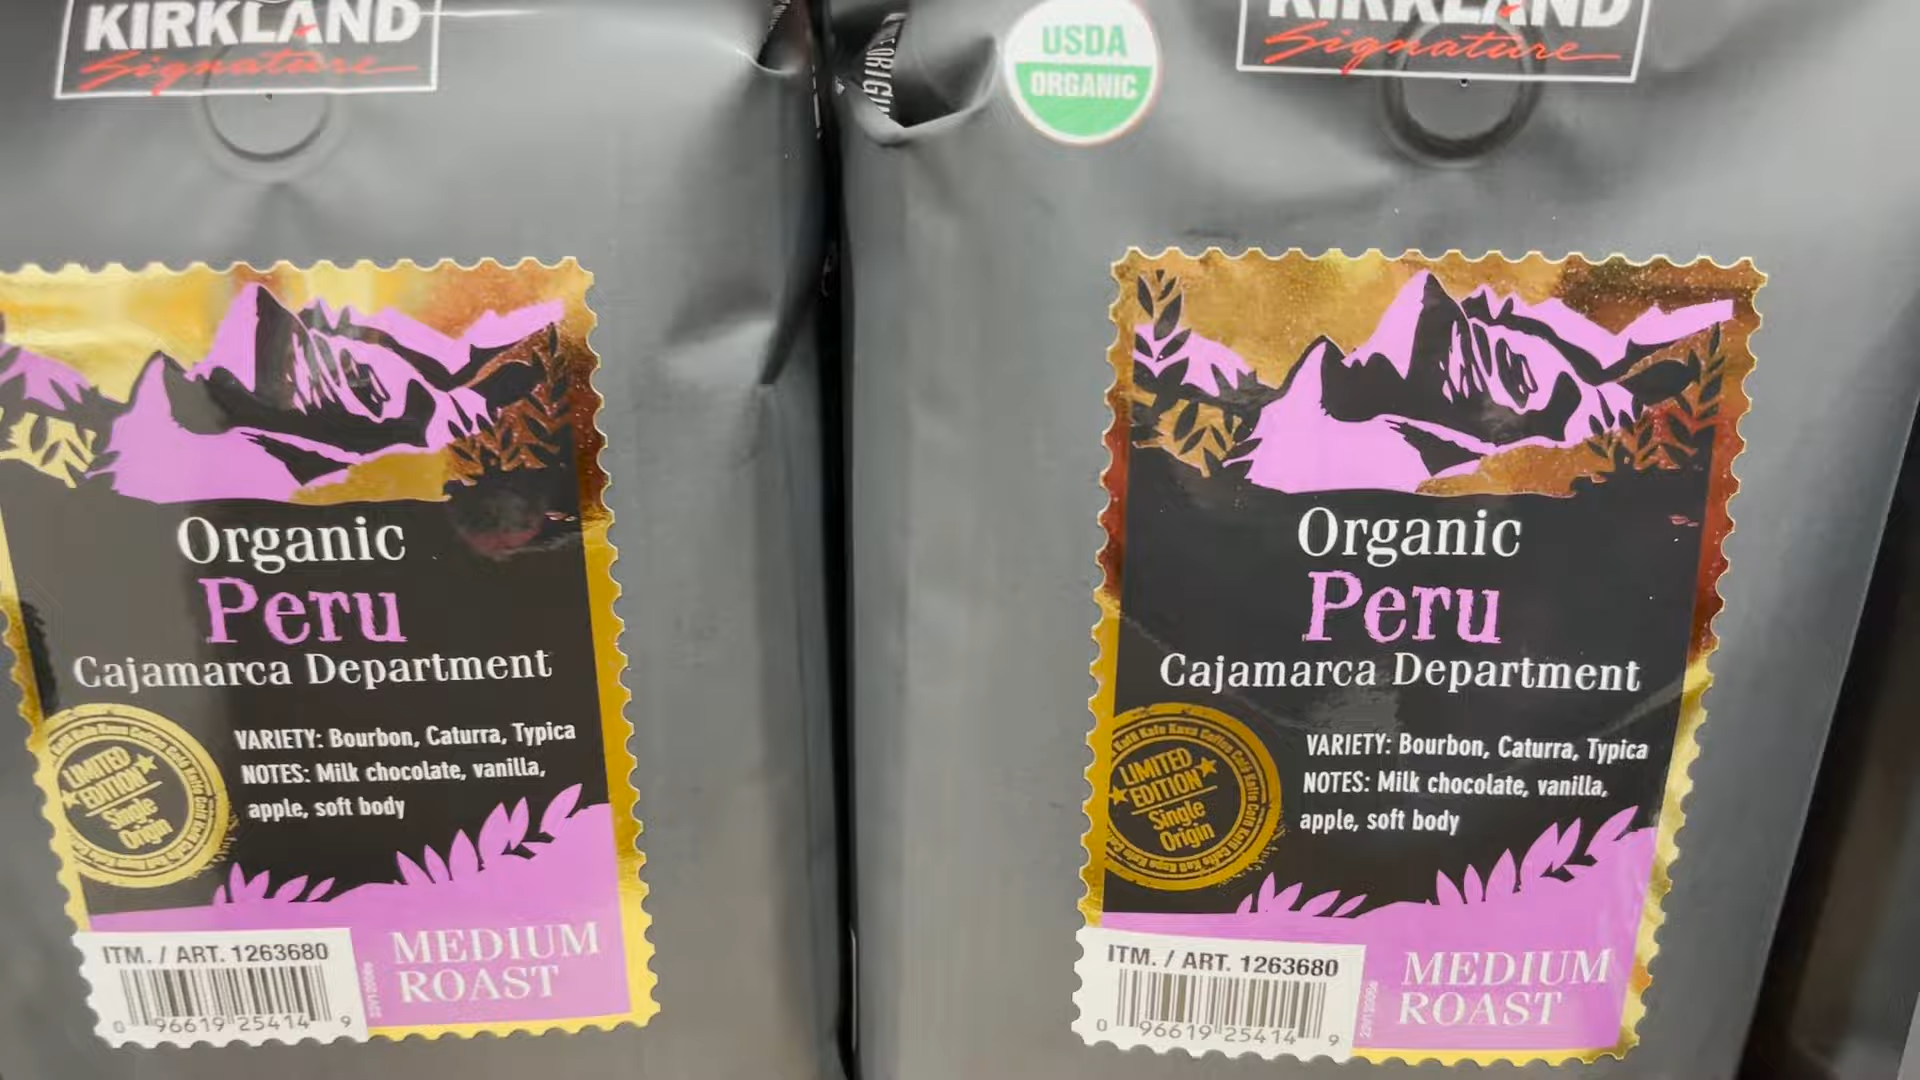 KIRKLAND
Signature
Organic
Peru
Cajamarca Department
VARIETY: Bourbon, Caturra, Typica
NOTES: Milk chocolate, vanilla,
apple, soft body
LIMITED
EDITION
Single
Origin
MEDIUM
ROAST
ITM. / ART. 1263680
0 96619 25414 9
USDA
ORGANIC
KIRKLAND
Signature
Organic
Peru
Cajamarca Department
VARIETY: Bourbon, Caturra, Typica
NOTES: Milk chocolate, vanilla,
apple, soft body
LIMITED
EDITION
Single
Origin
MEDIUM
ROAST
ITM. / ART. 1263680
0 96619 25414 9